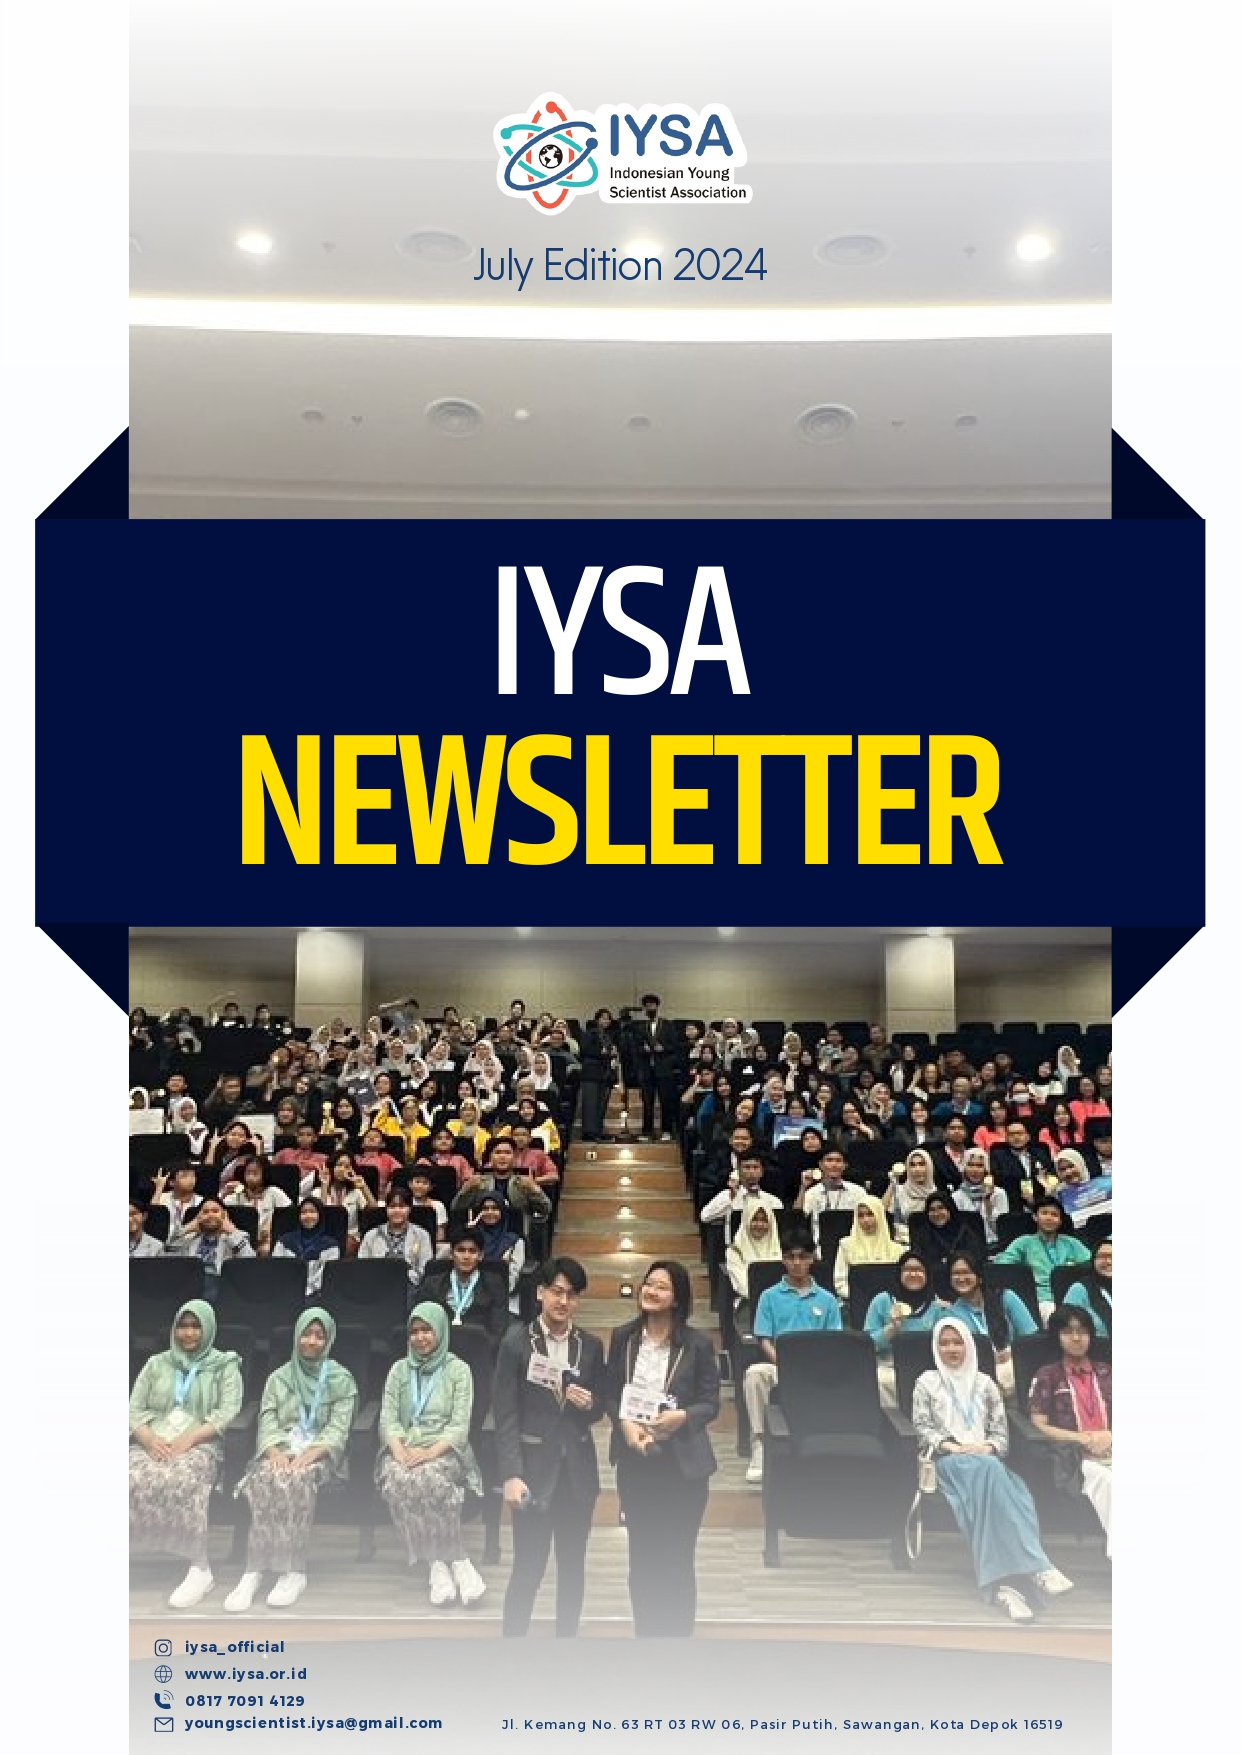 IYSA
Indonesian Young
Scientist Association
July Edition 2024
IYSA
NEWSLETTER
iysa_official
www.iysa.or.id
0817 7091 4129
youngscientist.iysa@gmail.com
Jl. Kemang No. 63 RT 03 RW 06, Pasir Putih, Sawangan, Kota Depok 16519